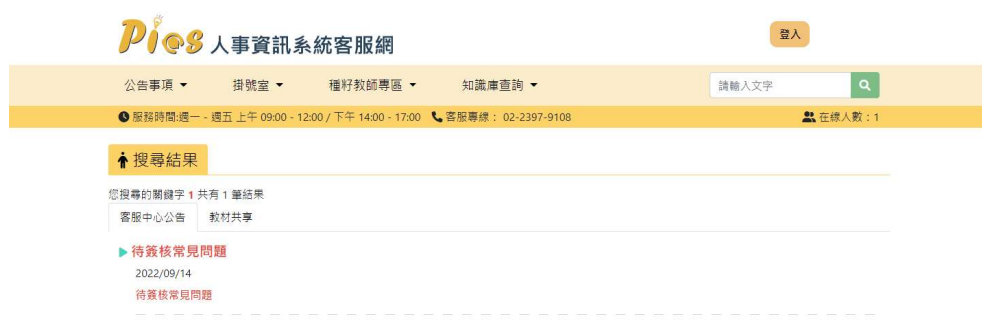 Pics 人事資訊系統客服網
登入
公告事項 掛號室 種籽教師專區 知識庫查詢 請輸入文字
服務時間:週一 - 週五 上午 09:00 - 12:00 / 下午 14:00 - 17:00 客服專線： 02-2397-9108 在線人數：1
搜尋結果
您搜尋的關鍵字 1 共有 1 筆結果
客服中心公告 教材共享
待簽核常見問題
2022/09/14
待簽核常見問題